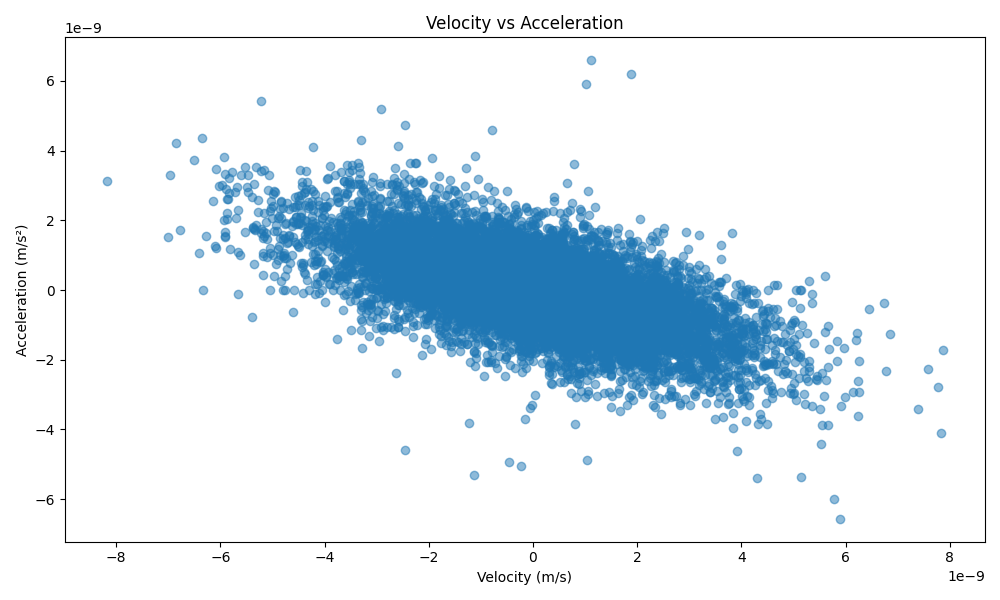 Velocity vs Acceleration
1e−9
6
4
2
0
−2
−4
−6
Acceleration (m/s²)
−8 −6 −4 −2 0 2 4 6 8
1e−9
Velocity (m/s)